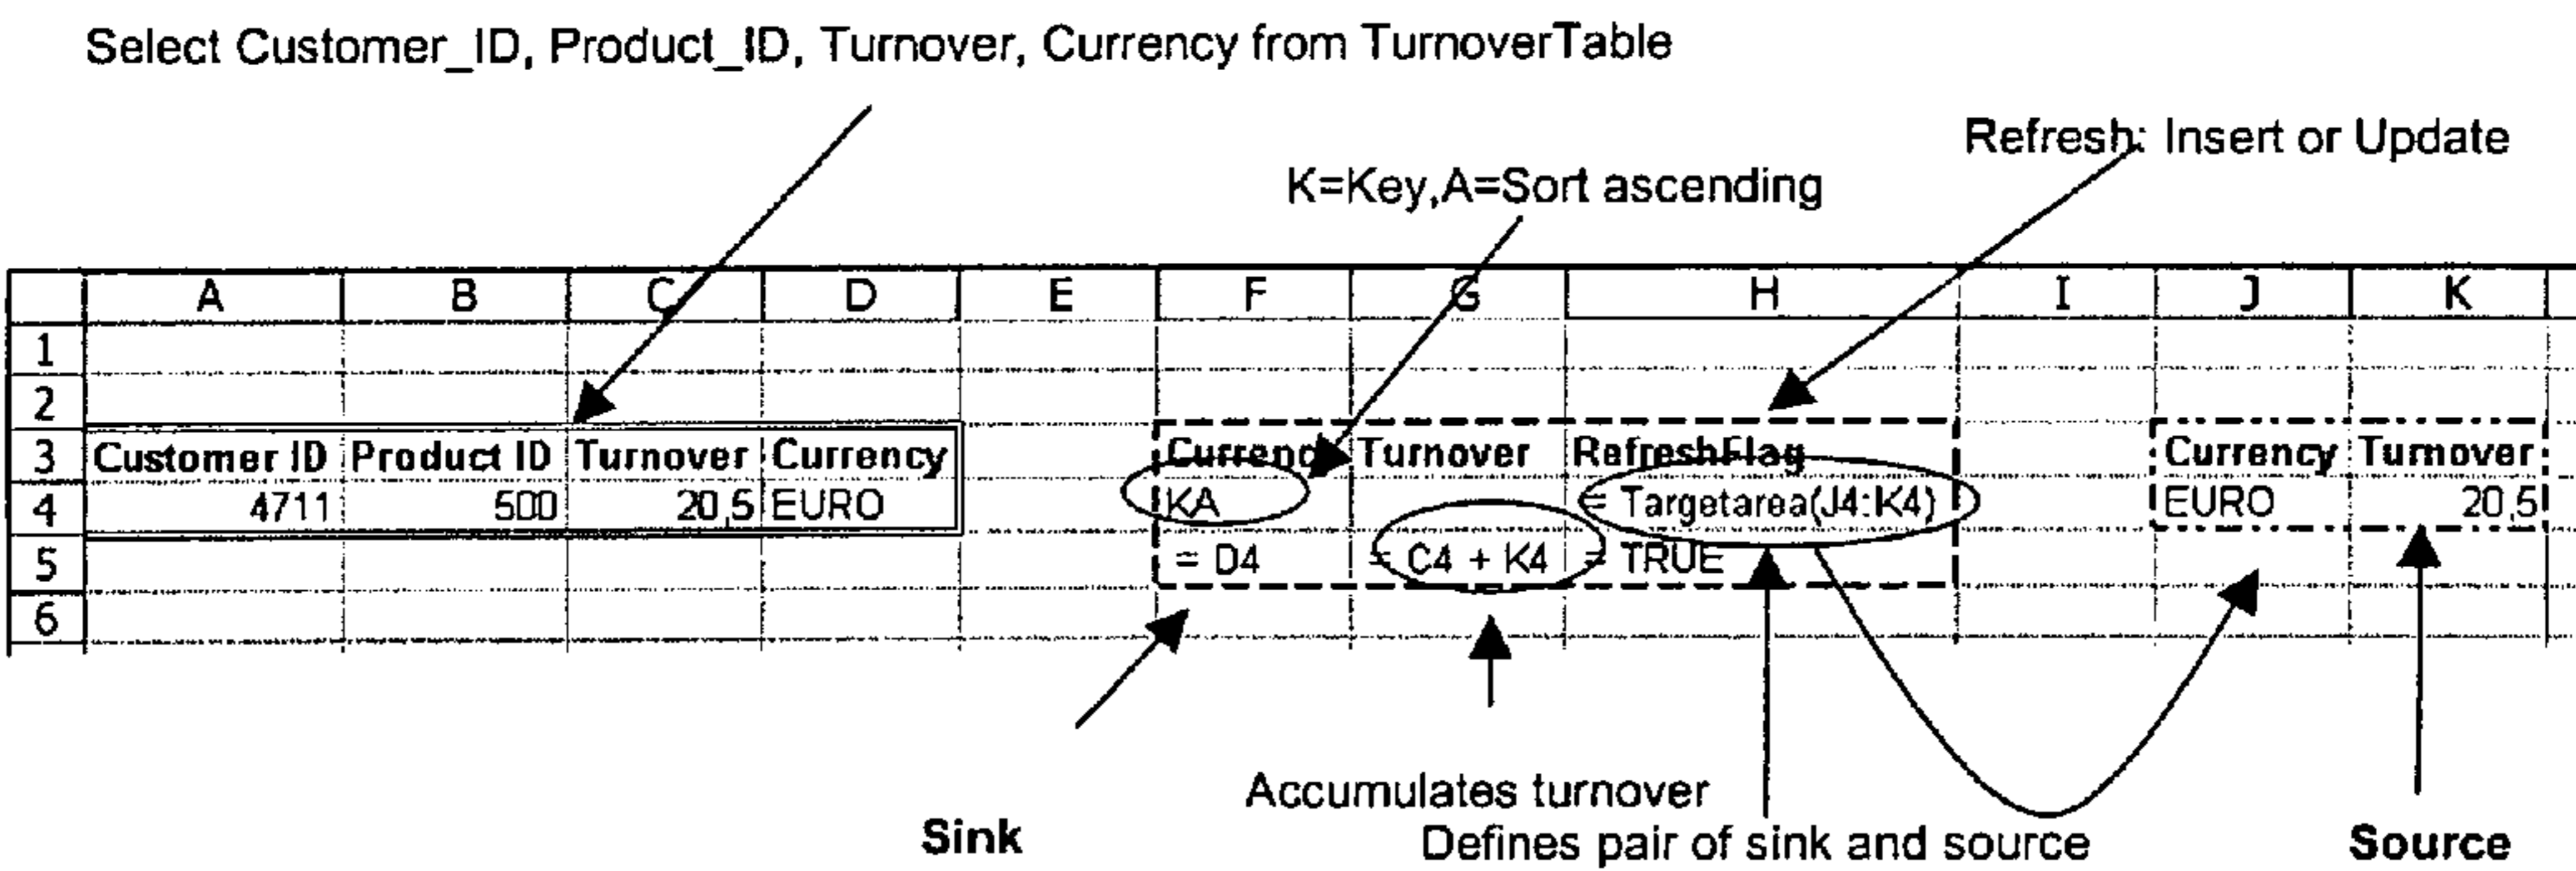 Select Customer_ID, Product_ID, Turnover, Currency from TurnoverTable
Refresh: Insert or Update
K=Key,A=Sort ascending
A B C D E F G H I J K
1
2
3 Customer ID Product ID Turnover Currency Currency Turnover RefreshFlag Currency Turnover
4 4711 500 20,5 EURO KA = Targetarea(J4:K4) EURO 20,5
5 = D4 = C4 + K4 = TRUE
6
Accumulates turnover
Sink Defines pair of sink and source Source